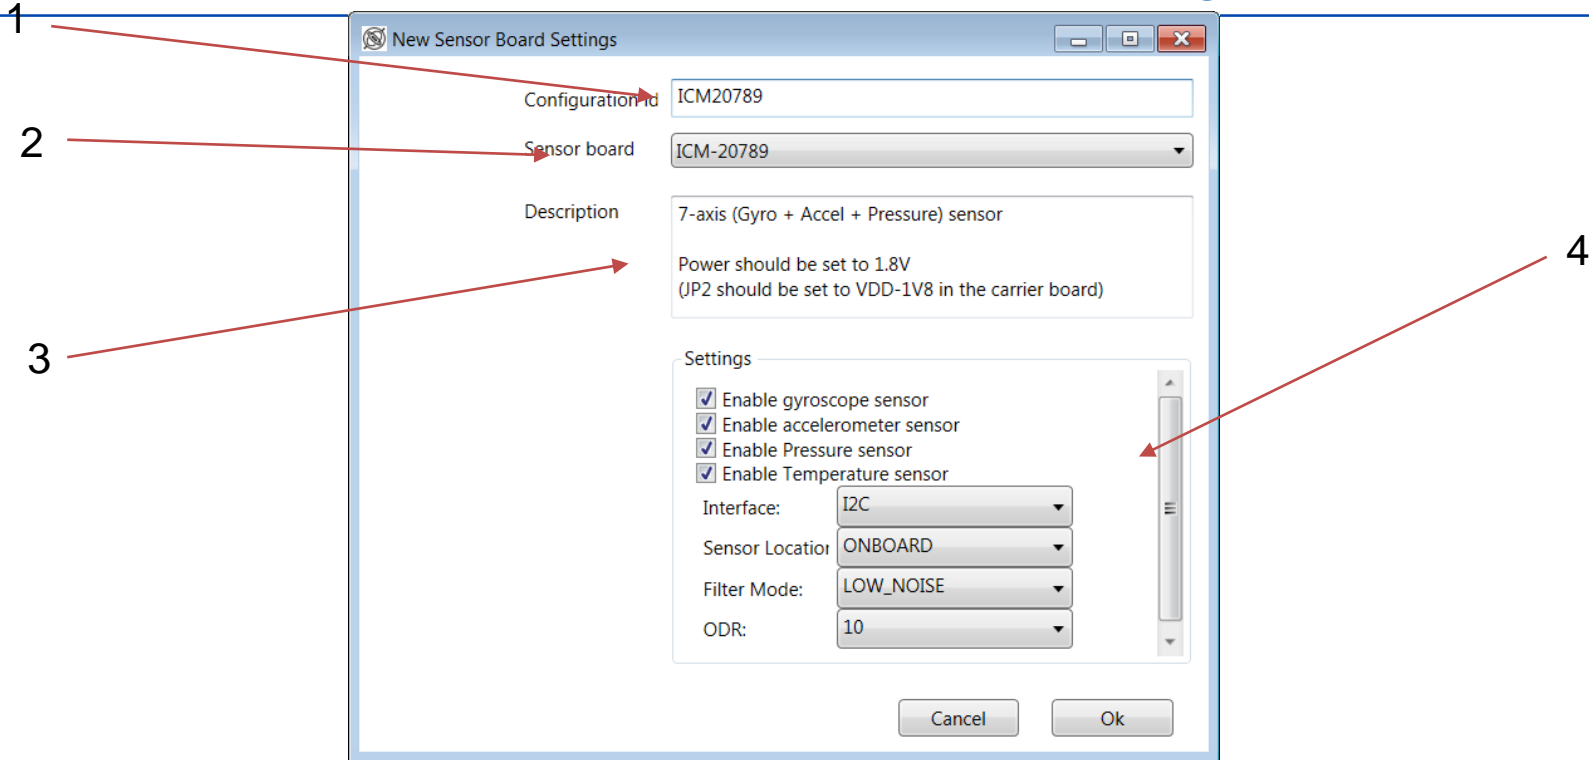 1
New Sensor Board Settings
Configuration Id ICM20789
2
Sensor board ICM-20789
Description 7-axis (Gyro + Accel + Pressure) sensor
Power should be set to 1.8V
(JP2 should be set to VDD-1V8 in the carrier board)
4
3
Settings
Enable gyroscope sensor
Enable accelerometer sensor
Enable Pressure sensor
Enable Temperature sensor
Interface: I2C
Sensor Location ONBOARD
Filter Mode: LOW_NOISE
ODR: 10
Cancel Ok